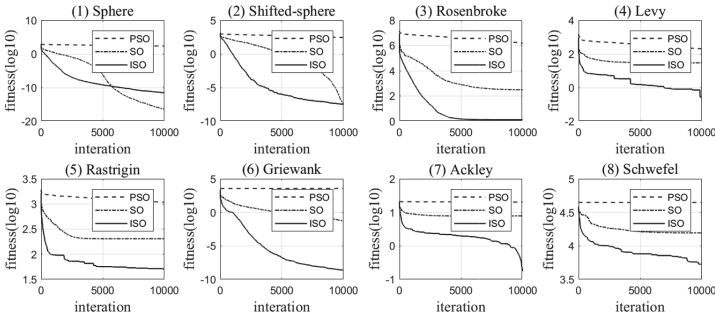 (1) Sphere
(2) Shifted-sphere
(3) Rosenbroke
(4) Levy
fitness(log10)
10
0
-10
-20
PSO
SO
ISO
0
5000
10000
interation
fitness(log10)
5
0
-5
-10
PSO
SO
ISO
0
5000
10000
interation
fitness(log10)
8
6
4
2
0
PSO
SO
ISO
0
5000
10000
interation
fitness(log10)
4
2
0
-2
PSO
SO
ISO
0
5000
10000
interation
(5) Rastrigin
(6) Griewank
(7) Ackley
(8) Schwefel
fitness(log10)
3.5
3
2.5
2
1.5
PSO
SO
ISO
0
5000
10000
interation
fitness(log10)
5
0
-5
-10
PSO
SO
ISO
0
5000
10000
interation
fitness(log10)
2
1
0
-1
PSO
SO
ISO
0
5000
10000
interation
fitness(log10)
5
4.5
4
3.5
PSO
SO
ISO
0
5000
10000
interation